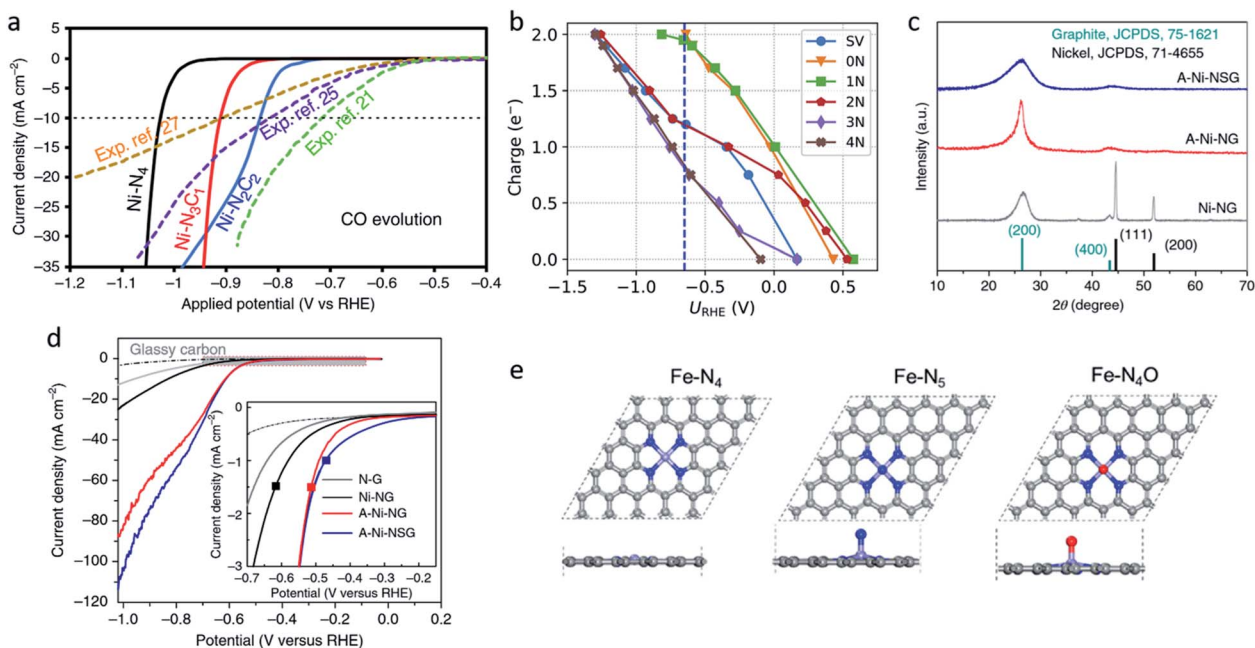 a
5
0
−5
−10
−15
−20
−25
−30
−35
Current density (mA cm⁻²)
Exp. ref. 27
Exp. ref. 25
Exp. ref. 21
Ni-N₄
Ni-N₃C₁
Ni-N₂C₂
CO evolution
−1.2 −1.1 −1 −0.9 −0.8 −0.7 −0.6 −0.5 −0.4
Applied potential (V vs RHE)
b
2.0
1.5
1.0
0.5
0.0
Charge (e⁻)
SV
0N
1N
2N
3N
4N
−1.5 −1.0 −0.5 0.0 0.5
U_RHE (V)
c
Graphite, JCPDS, 75-1621
Nickel, JCPDS, 71-4655
A-Ni-NSG
A-Ni-NG
Ni-NG
Intensity (a.u.)
(200)
(400)
(111)
(200)
10 20 30 40 50 60 70
2θ (degree)
d
Glassy carbon
0
−20
−40
−60
−80
−100
−120
Current density (mA cm⁻²)
0
−1
−2
−3
Current density (mA cm⁻²)
N-G
Ni-NG
A-Ni-NG
A-Ni-NSG
−0.7 −0.6 −0.5 −0.4 −0.3 −0.2
Potential (V versus RHE)
−1.0 −0.8 −0.6 −0.4 −0.2 0.0 0.2
Potential (V versus RHE)
e
Fe-N₄
Fe-N₅
Fe-N₄O